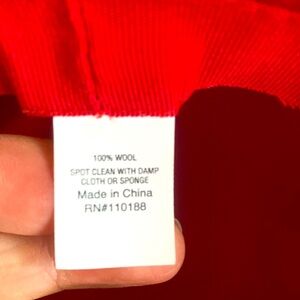 100% WOOL
SPOT CLEAN WITH DAMP
CLOTH OR SPONGE
Made in China
RN#110188